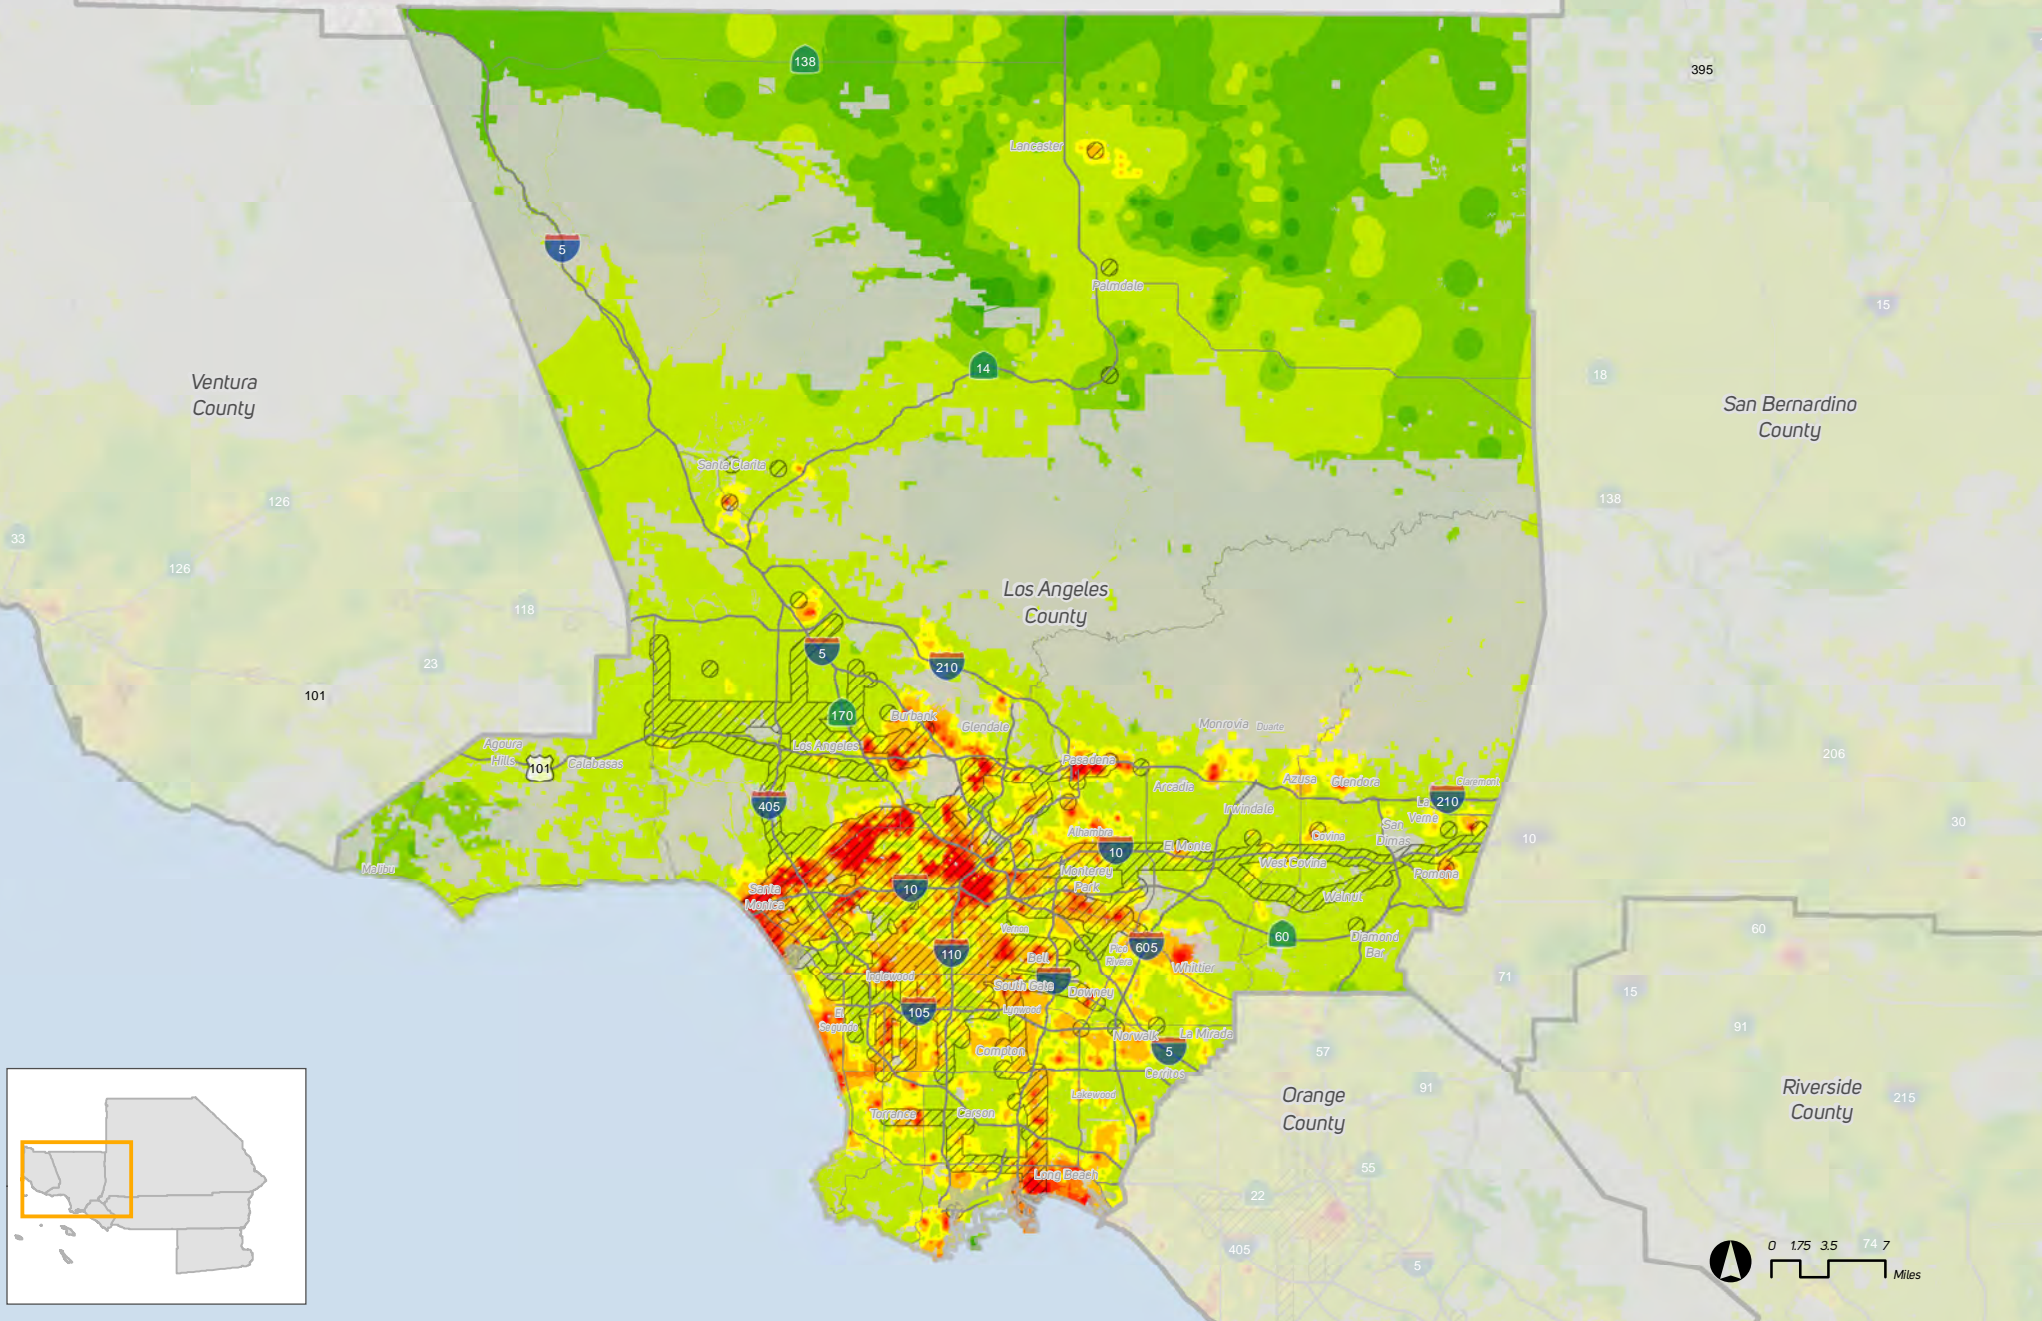 138
395
Lancaster
5
15
Palmdale
14
18
Ventura
County
San Bernardino
County
Santa Clarita
126
138
33
126
118
Los Angeles
County
5
210
23
101
170
Burbank
Glendale
Monrovia
Duarte
Agoura
Hills
101
Calabasas
Los Angeles
Pasadena
Arcadia
Azusa
Glendora
Claremont
206
405
Irwindale
La
Verne
210
San
Dimas
30
Alhambra
10
El Monte
Covina
10
Malibu
Santa
Monica
10
Monterey
Park
West Covina
Pomona
Walnut
Vernon
60
Diamond
Bar
60
110
Bell
Pico
Rivera
605
Whittier
Inglewood
South Gate
Downey
71
15
El
Segundo
105
Lynwood
Norwalk
La Mirada
91
Compton
5
57
Cerritos
91
Orange
County
Riverside
County
215
Lakewood
Torrance
Carson
Long Beach
55
22
405
5
74
0 1.75 3.5 7
Miles